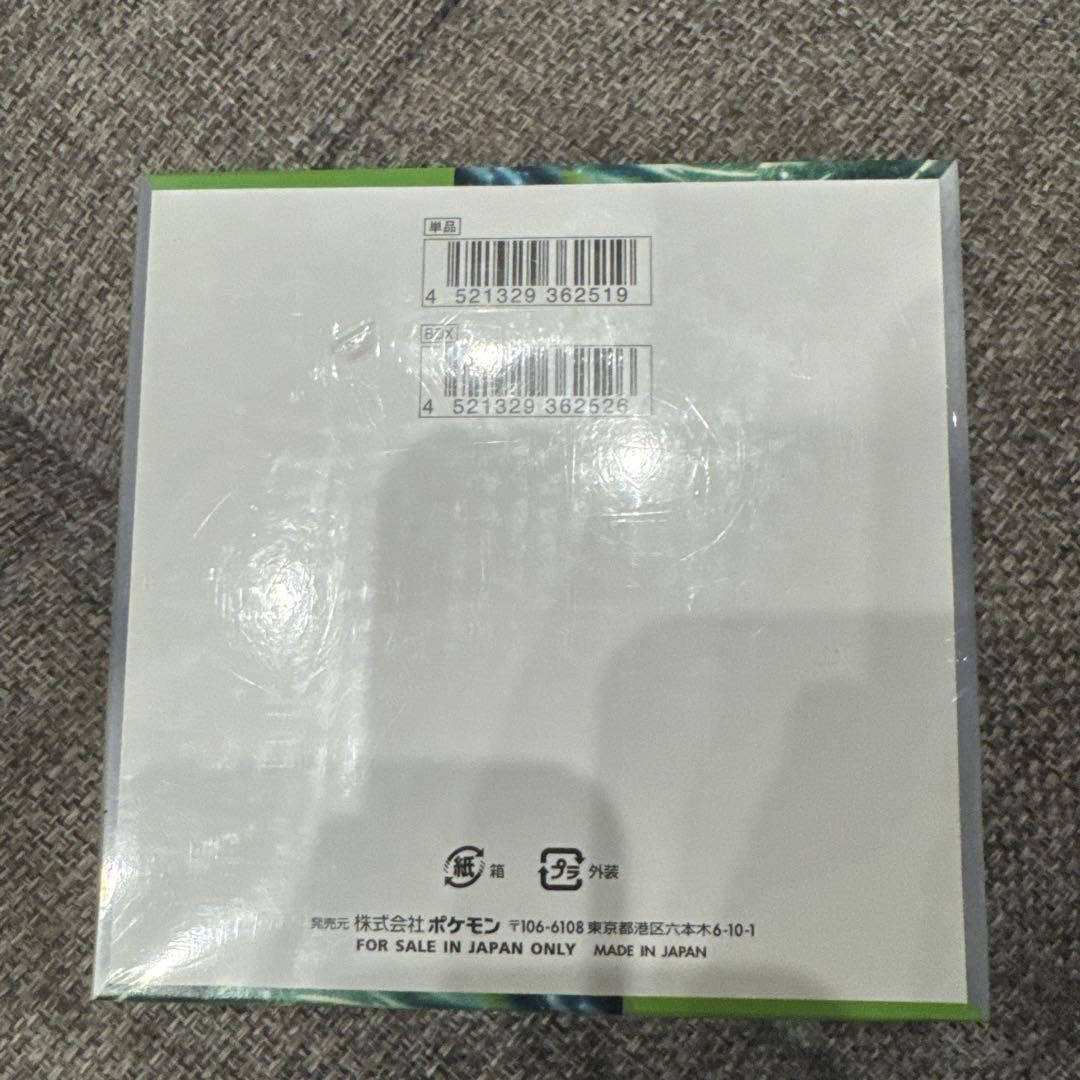 単品
4 521329 362519
BOX
4 521329 362526
紙 箱 プラ 外装
発売元 株式会社 ポケモン 〒106-6108 東京都港区六本木6-10-1
FOR SALE IN JAPAN ONLY MADE IN JAPAN